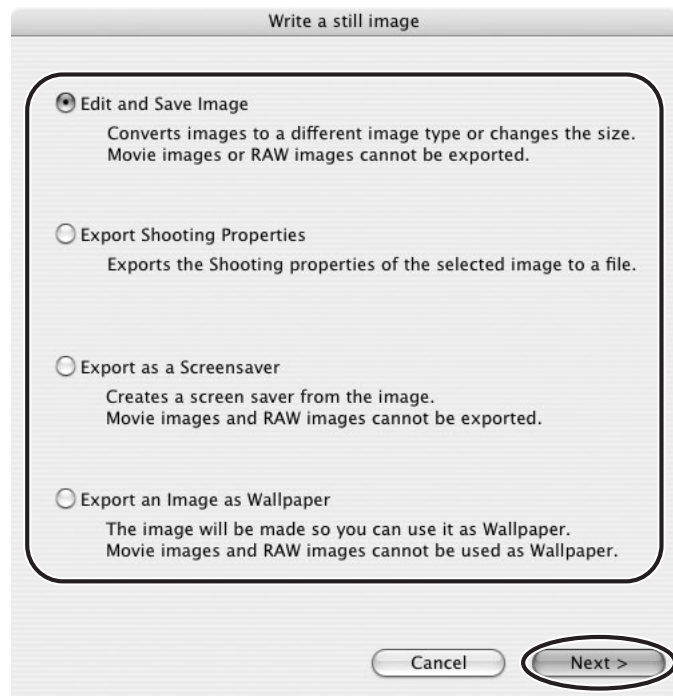 Write a still image
Edit and Save Image
Converts images to a different image type or changes the size.
Movie images or RAW images cannot be exported.
Export Shooting Properties
Exports the Shooting properties of the selected image to a file.
Export as a Screensaver
Creates a screen saver from the image.
Movie images and RAW images cannot be exported.
Export an Image as Wallpaper
The image will be made so you can use it as Wallpaper.
Movie images and RAW images cannot be used as Wallpaper.
Cancel
Next >